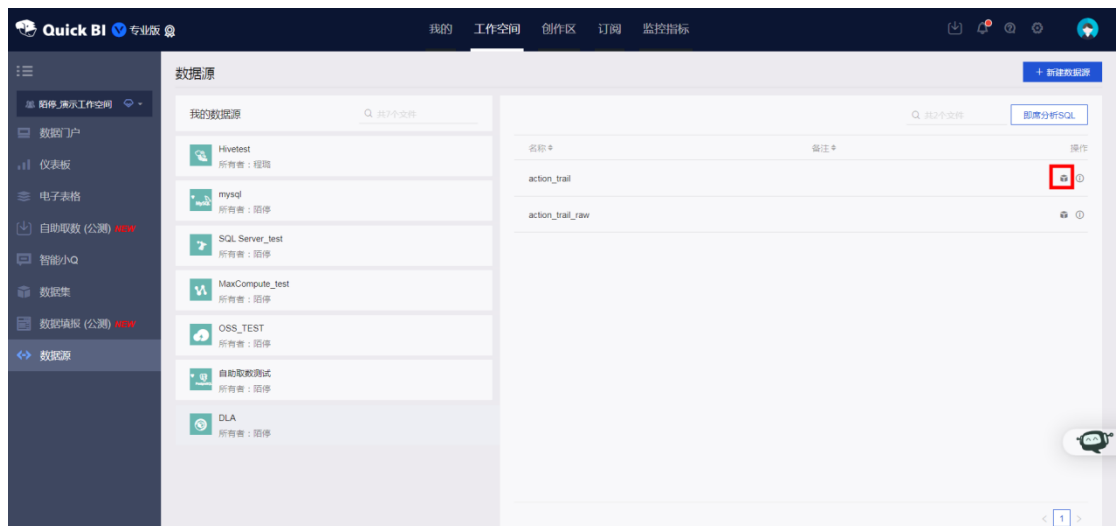 Quick BI 专业版
我的 工作空间 创作区 订阅 监控指标
陌停_演示工作空间
数据门户
仪表板
电子表格
自助取数 (公测) NEW
智能小Q
数据集
数据填报 (公测) NEW
数据源
数据源
+ 新建数据源
我的数据源
共7个文件
Hivetest
mysql
所有者：陌停
SQL Server_test
所有者：陌停
MaxCompute_test
所有者：陌停
OSS_TEST
所有者：陌停
自助取数测试
所有者：陌停
DLA
所有者：陌停
共2个文件
即席分析SQL
名称 备注 操作
action_trail
action_trail_raw
< 1 >